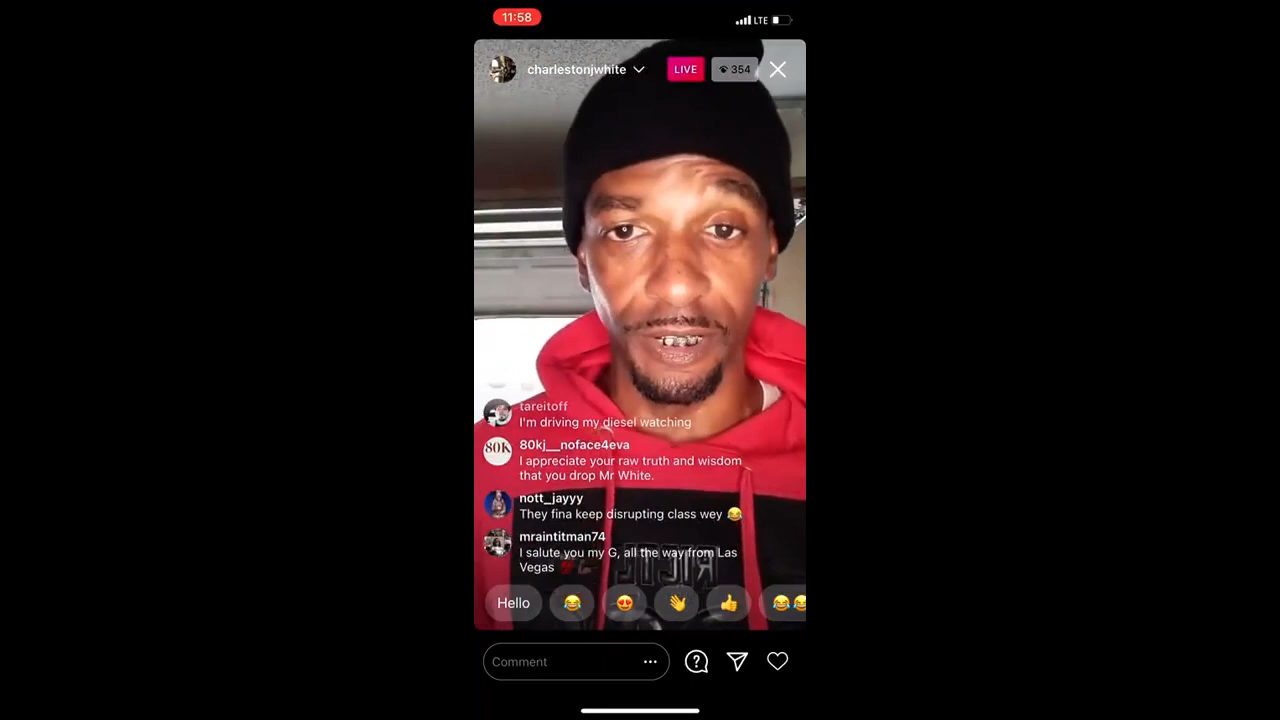 11:58
LTE
charlestonjwhite
LIVE
354
tareitoff
I'm driving my diesel watching
80K
80kj__noface4eva
I appreciate your raw truth and wisdom
that you drop Mr White.
nott_jayyy
They fina keep disrupting class wey 😂
mraintitman74
I salute you my G, all the way from Las
Vegas
Hello
Comment